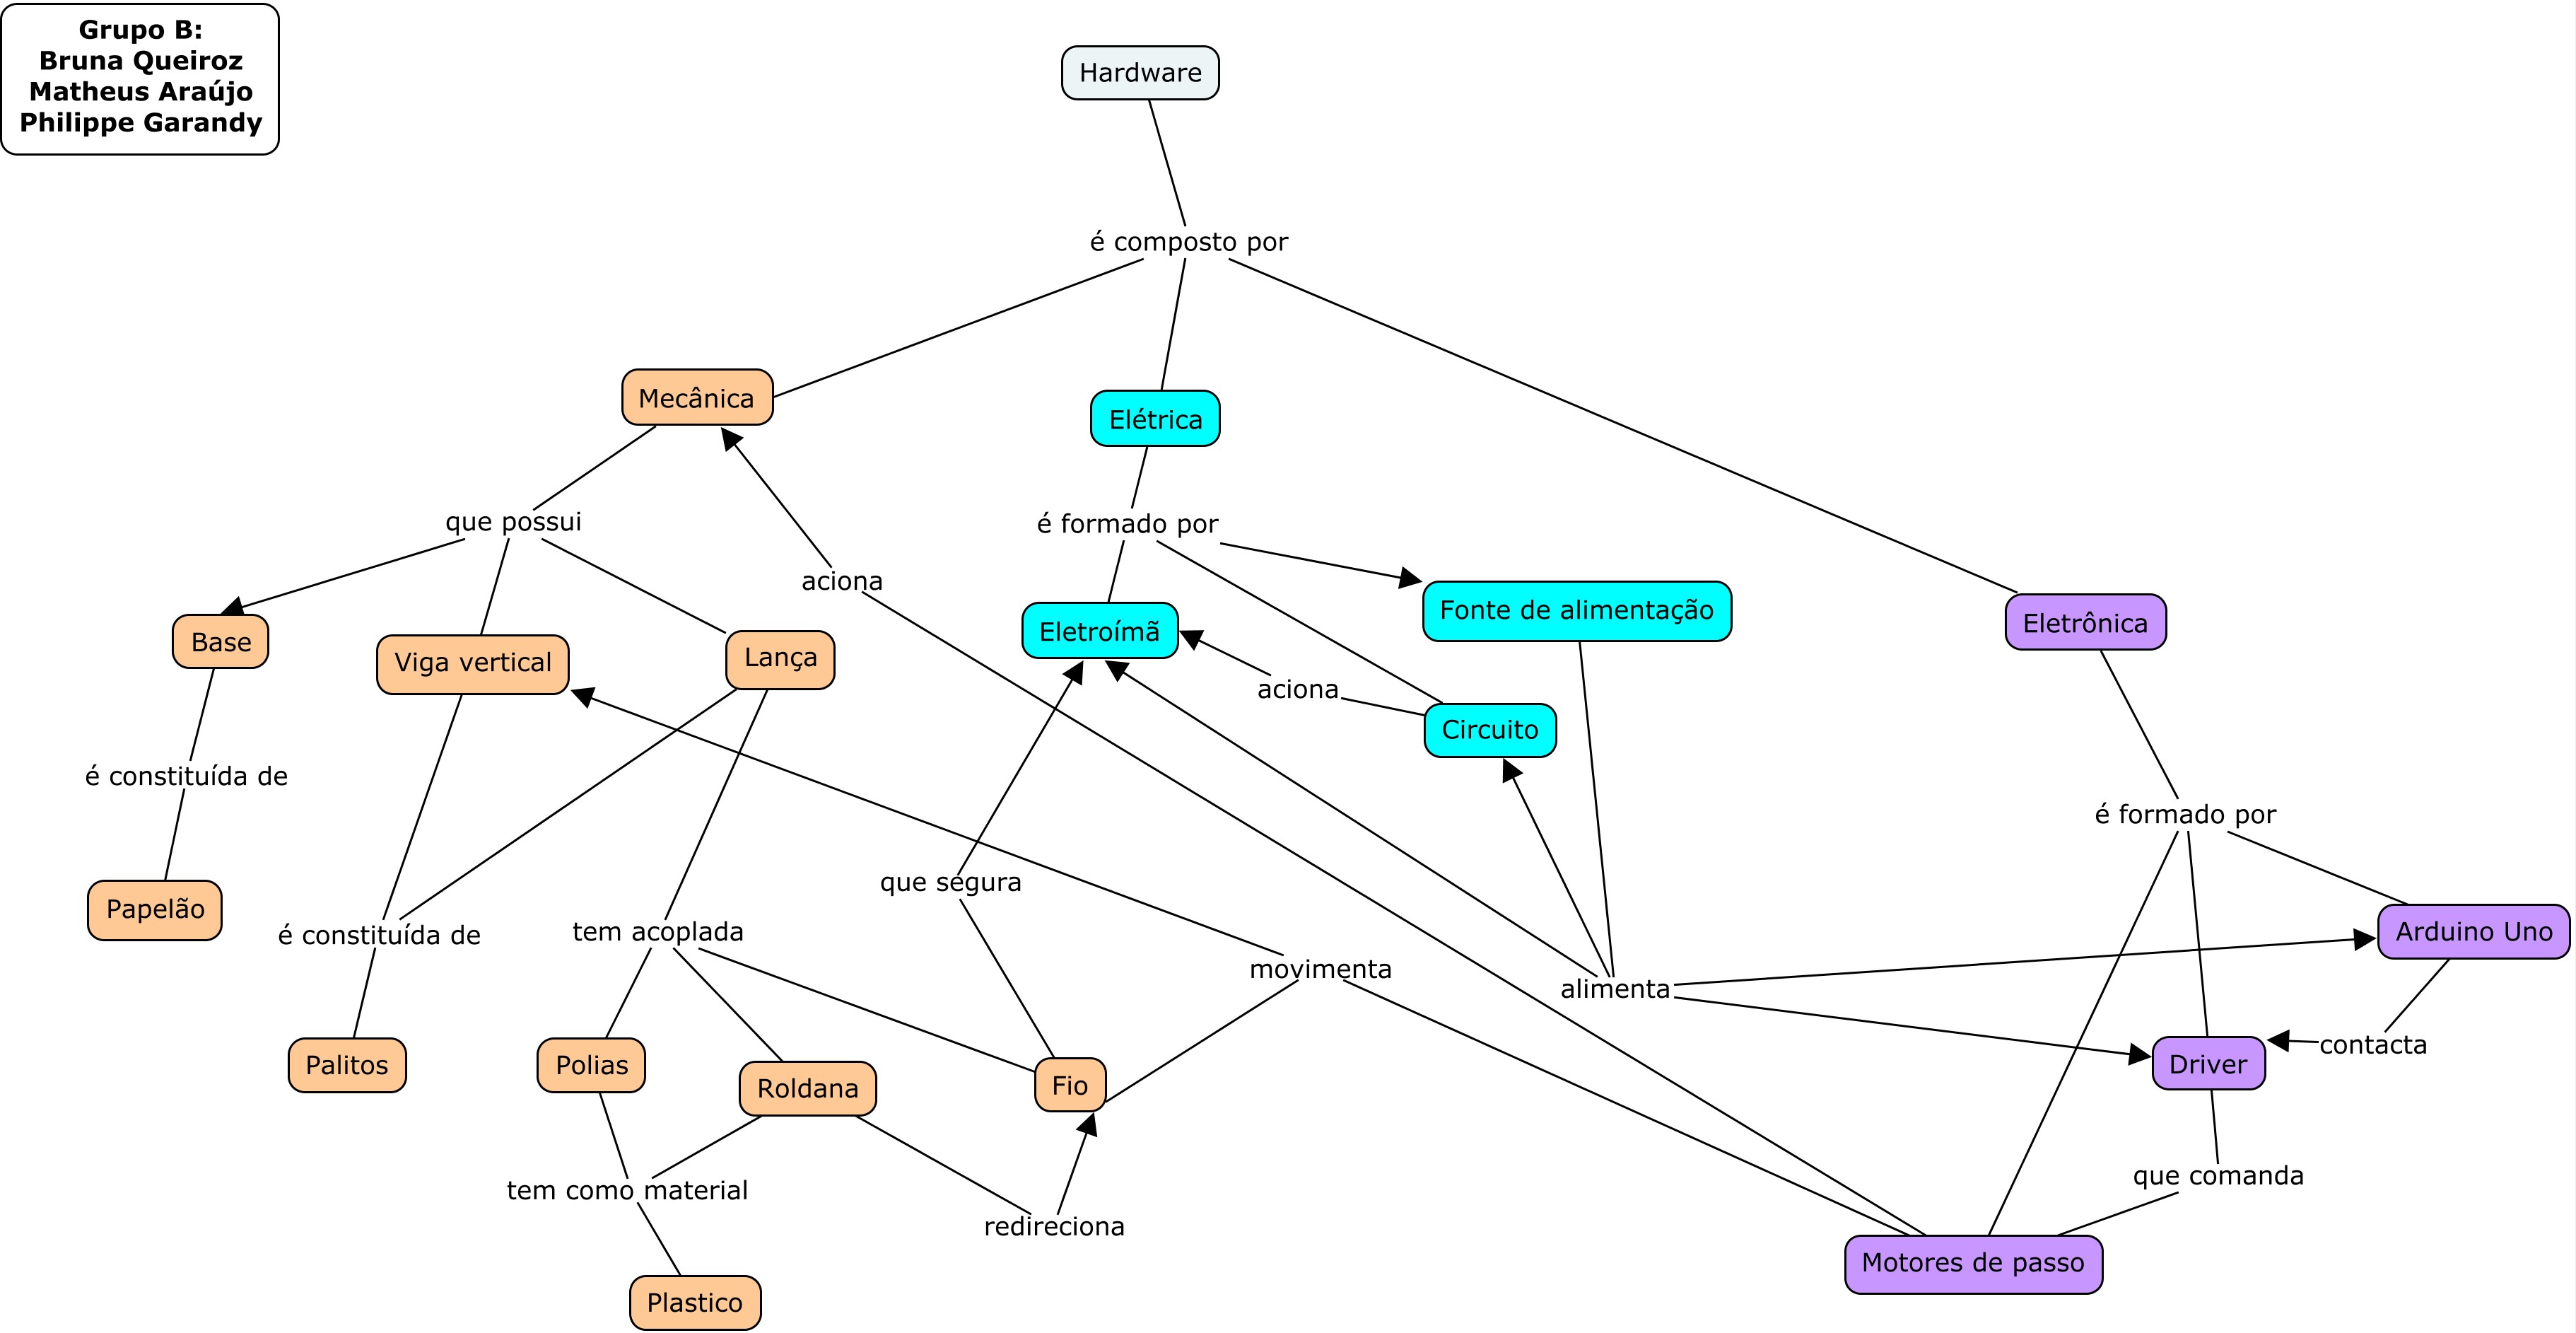 Grupo B:
Bruna Queiroz
Matheus Araújo
Philippe Garandy
Hardware
é composto por
Mecânica
Elétrica
que possui
é formado por
aciona
Fonte de alimentação
Eletrônica
Base
Eletroímã
Viga vertical
Lança
aciona
Circuito
é constituída de
é formado por
que segura
Papelão
é constituída de
tem acoplada
Arduino Uno
movimenta
alimenta
contacta
Palitos
Polias
Driver
Roldana
Fio
que comanda
tem como material
redireciona
Motores de passo
Plastico